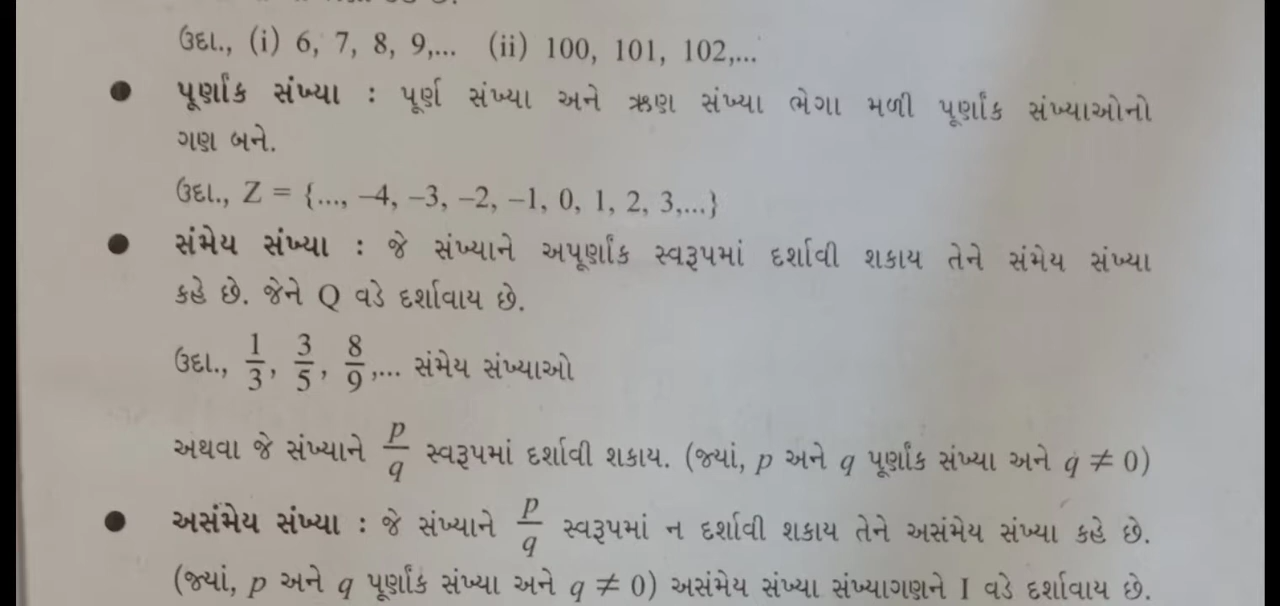 ઉદા., (i) 6, 7, 8, 9,... (ii) 100, 101, 102,...
● પૂર્ણાંક સંખ્યા : પૂર્ણ સંખ્યા અને ઋણ સંખ્યા ભેગા મળી પૂર્ણાંક સંખ્યાઓનો
ગણ બને.
ઉદા., Z = {..., –4, –3, –2, –1, 0, 1, 2, 3,...}
● સંમેય સંખ્યા : જે સંખ્યાને અપૂર્ણાંક સ્વરૂપમાં દર્શાવી શકાય તેને સંમેય સંખ્યા
કહે છે. જેને Q વડે દર્શાવાય છે.
ઉદા., 1/3, 3/5, 8/9,... સંમેય સંખ્યાઓ
અથવા જે સંખ્યાને p/q સ્વરૂપમાં દર્શાવી શકાય. (જ્યાં, p અને q પૂર્ણાંક સંખ્યા અને q ≠ 0)
● અસંમેય સંખ્યા : જે સંખ્યાને p/q સ્વરૂપમાં ન દર્શાવી શકાય તેને અસંમેય સંખ્યા કહે છે.
(જ્યાં, p અને q પૂર્ણાંક સંખ્યા અને q ≠ 0) અસંમેય સંખ્યા સંખ્યાગણને I વડે દર્શાવાય છે.